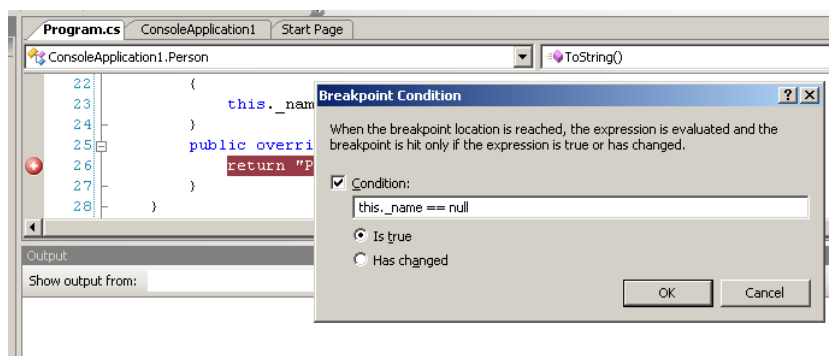 Program.cs ConsoleApplication1 Start Page
ConsoleApplication1.Person ToString()
22 {
23 this._nam
24 }
25 public overri
26 return "P
27 }
28 }
Breakpoint Condition
When the breakpoint location is reached, the expression is evaluated and the
breakpoint is hit only if the expression is true or has changed.
Condition:
this._name == null
Is true
Has changed
OK Cancel
Output
Show output from: